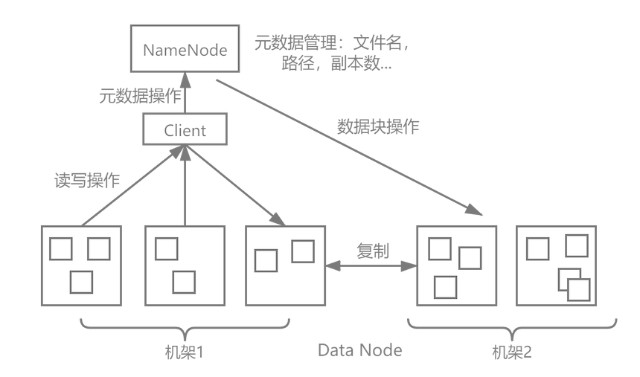 NameNode
元数据管理：文件名，
路径，副本数...
元数据操作
Client
数据块操作
读写操作
复制
机架1
Data Node
机架2